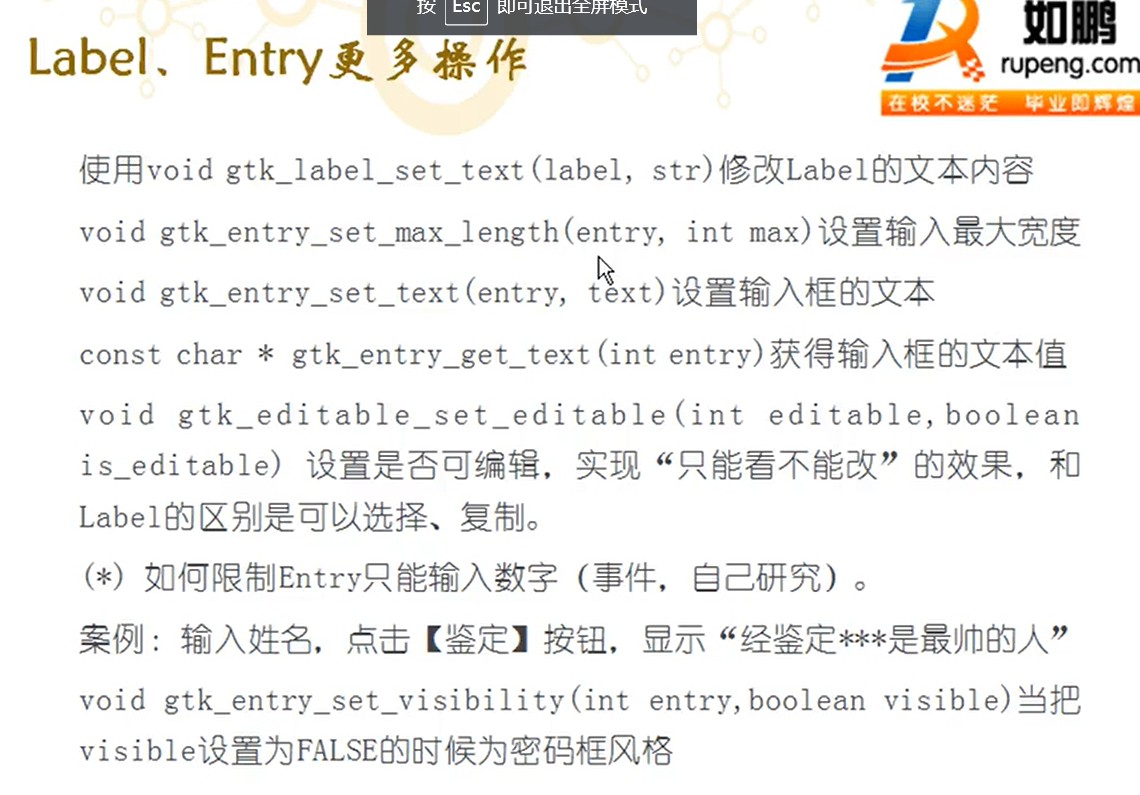 按 Esc 即可退出全屏模式
Label、Entry更多操作
如鹏
rupeng.com
在校不迷茫 毕业即辉煌
使用void gtk_label_set_text(label, str)修改Label的文本内容
void gtk_entry_set_max_length(entry, int max)设置输入最大宽度
void gtk_entry_set_text(entry, text)设置输入框的文本
const char * gtk_entry_get_text(int entry)获得输入框的文本值
void gtk_editable_set_editable(int editable,boolean
is_editable) 设置是否可编辑，实现“只能看不能改”的效果，和
Label的区别是可以选择、复制。
(*) 如何限制Entry只能输入数字（事件，自己研究）。
案例：输入姓名，点击【鉴定】按钮，显示“经鉴定***是最帅的人”
void gtk_entry_set_visibility(int entry,boolean visible)当把
visible设置为FALSE的时候为密码框风格